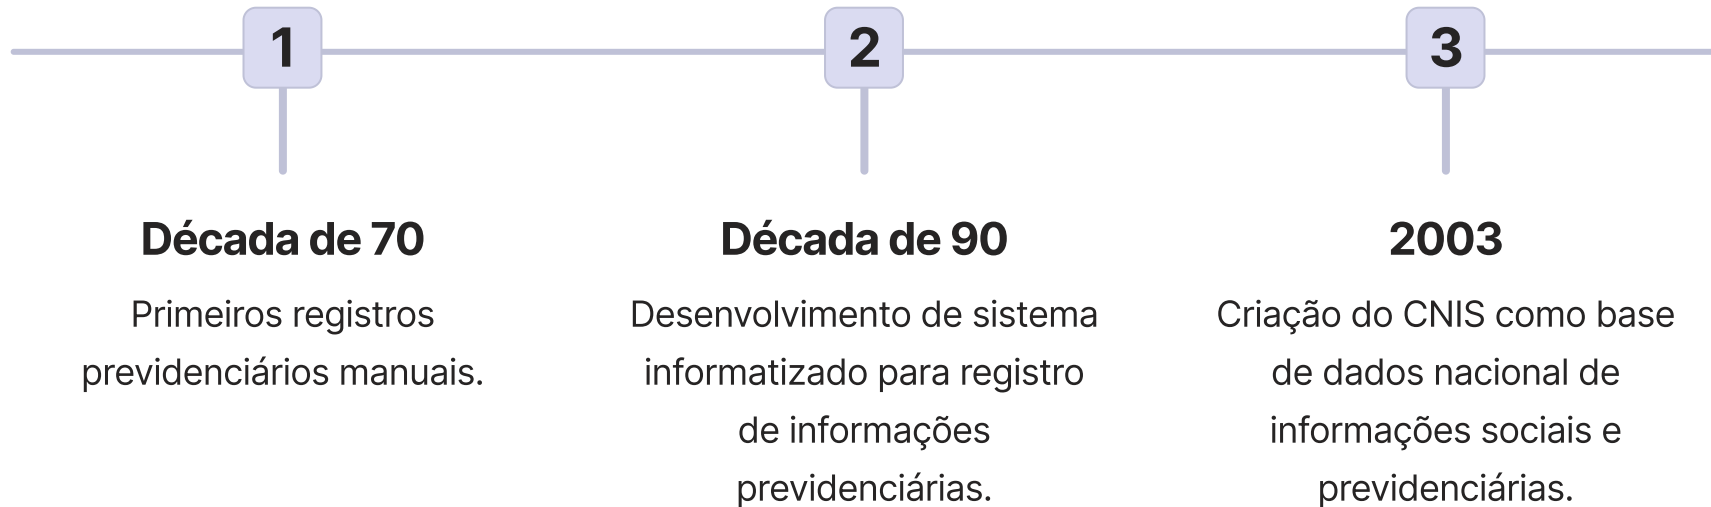 1
2
3
Década de 70
Primeiros registros
previdenciários manuais.
Década de 90
Desenvolvimento de sistema
informatizado para registro
de informações
previdenciárias.
2003
Criação do CNIS como base
de dados nacional de
informações sociais e
previdenciárias.